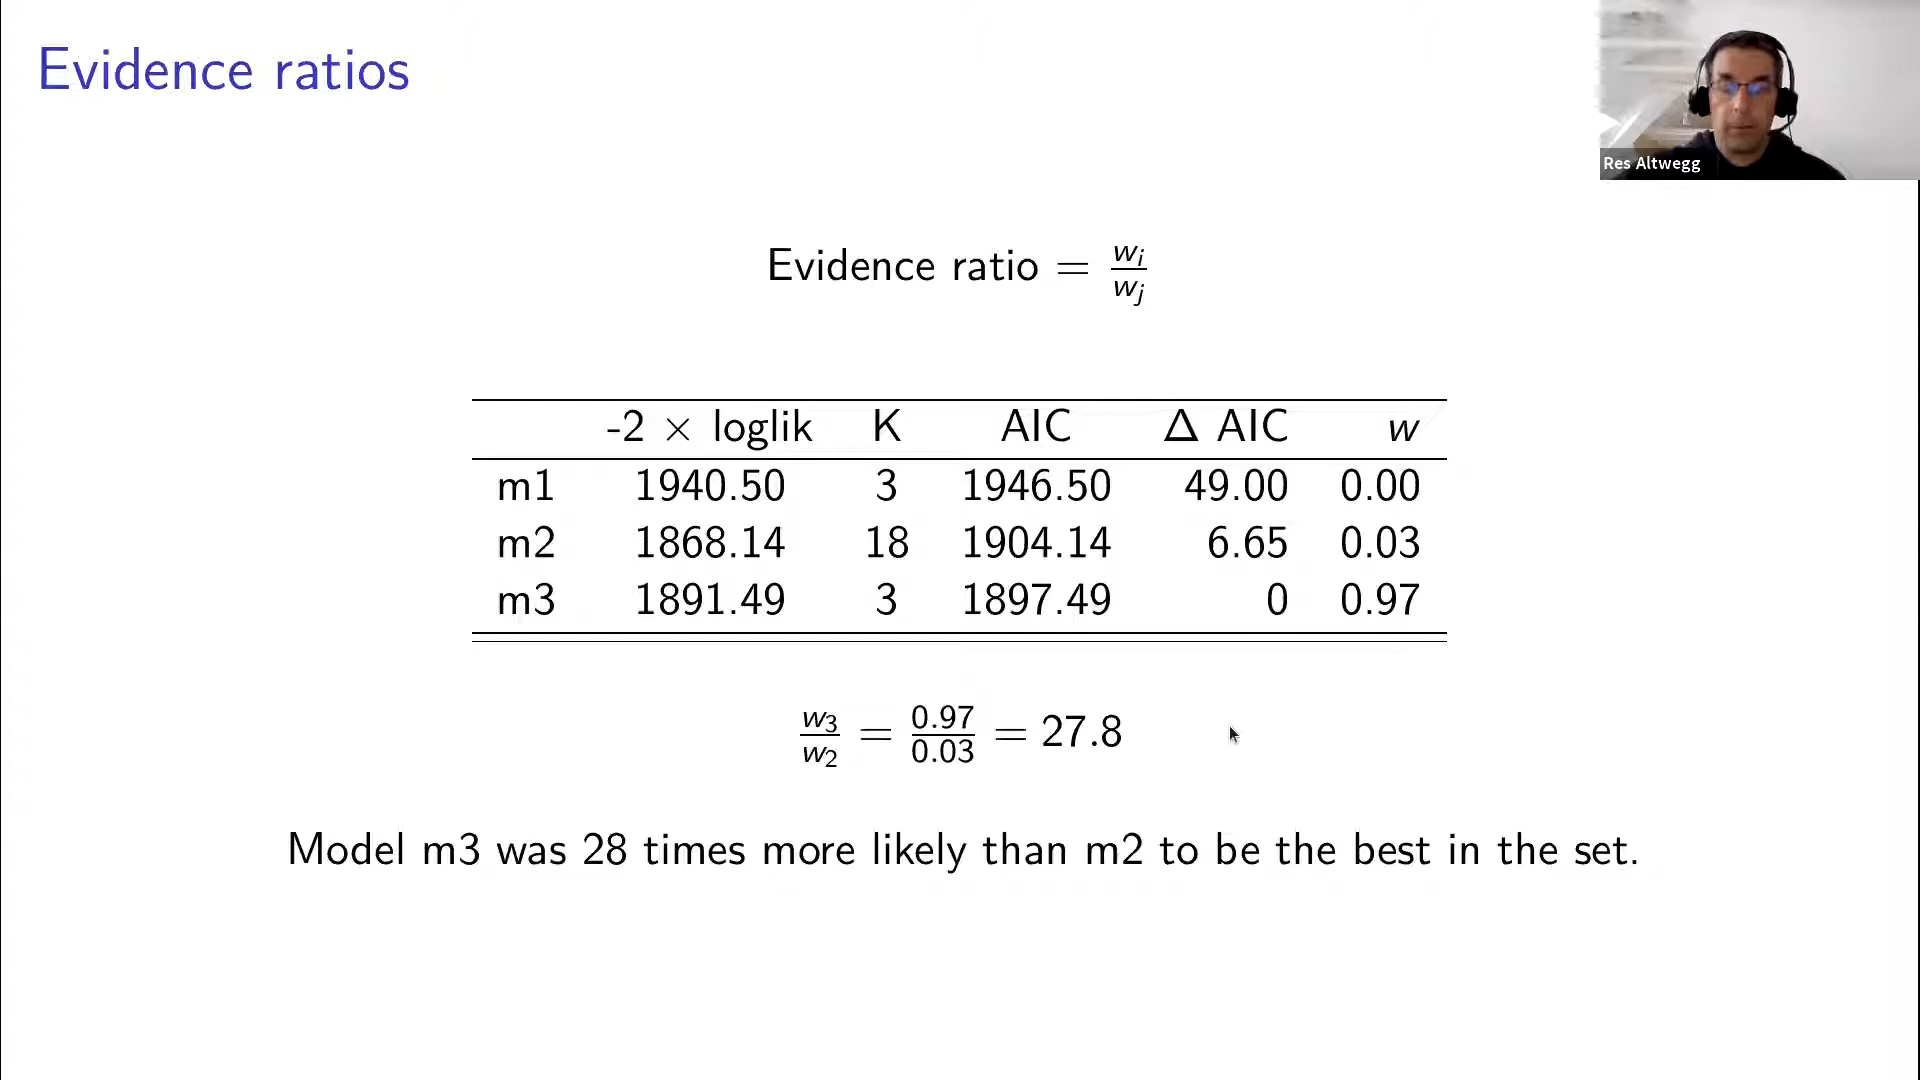 Evidence ratios
Res Altwegg
Evidence ratio = w_i / w_j
-2 × loglik K AIC Δ AIC w
m1 1940.50 3 1946.50 49.00 0.00
m2 1868.14 18 1904.14 6.65 0.03
m3 1891.49 3 1897.49 0 0.97
w_3 / w_2 = 0.97 / 0.03 = 27.8
Model m3 was 28 times more likely than m2 to be the best in the set.